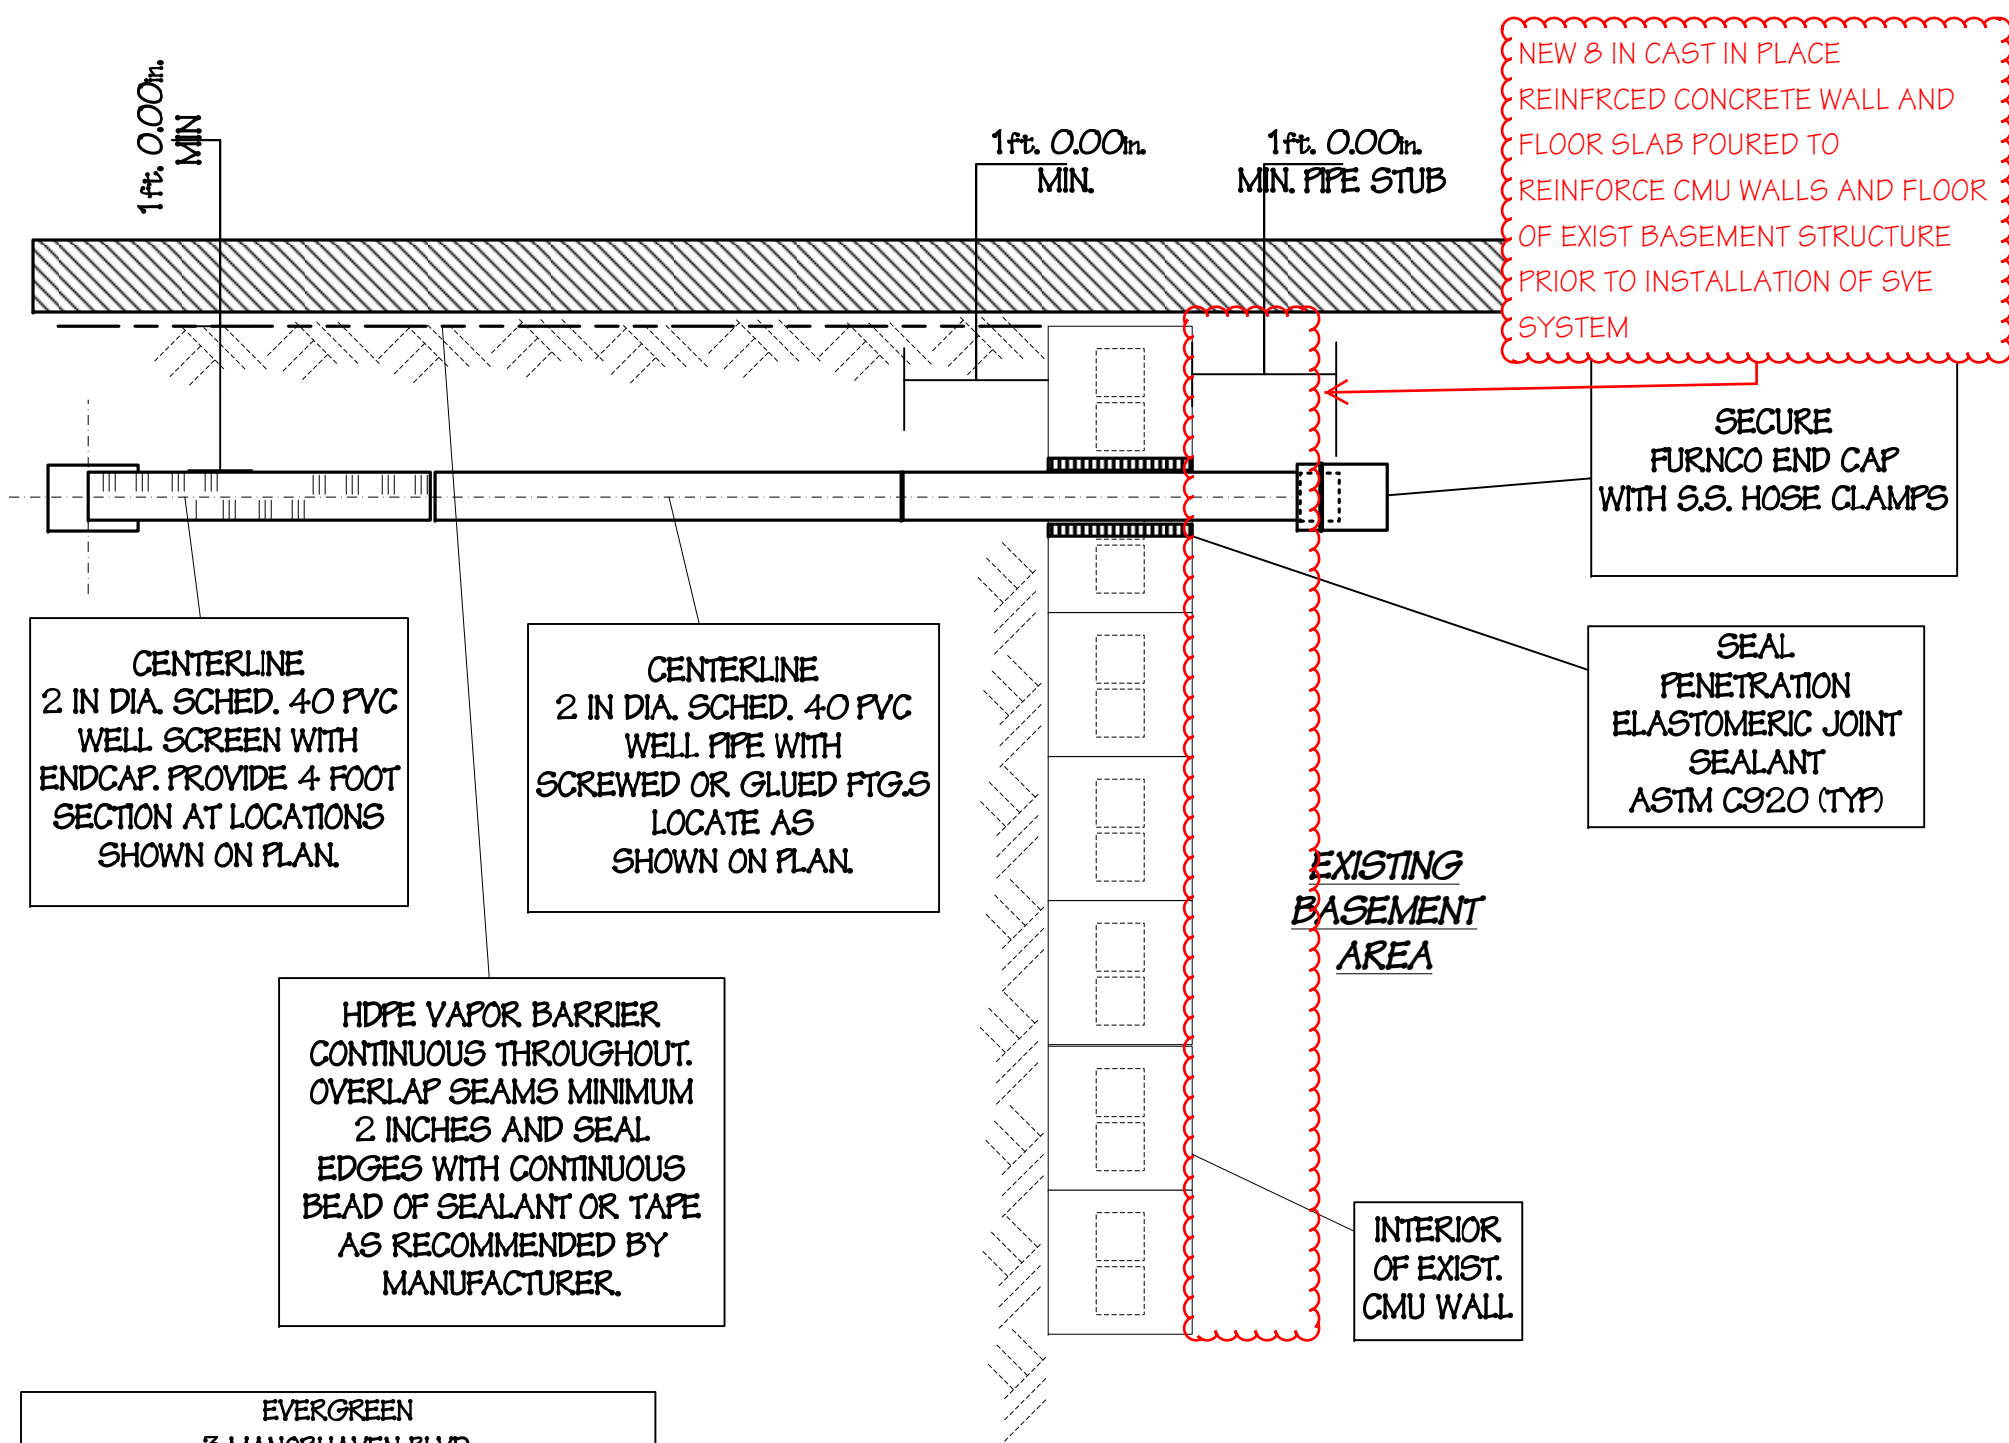 1ft. 0.00in.
MIN
1ft. 0.00in.
MIN.
1ft. 0.00in.
MIN. PIPE STUB
NEW 8 IN CAST IN PLACE
REINFRCED CONCRETE WALL AND
FLOOR SLAB POURED TO
REINFORCE CMU WALLS AND FLOOR
OF EXIST BASEMENT STRUCTURE
PRIOR TO INSTALLATION OF SVE
SYSTEM
SECURE
FURNCO END CAP
WITH S.S. HOSE CLAMPS
CENTERLINE
2 IN DIA. SCHED. 40 PVC
WELL SCREEN WITH
ENDCAP. PROVIDE 4 FOOT
SECTION AT LOCATIONS
SHOWN ON PLAN.
CENTERLINE
2 IN DIA. SCHED. 40 PVC
WELL PIPE WITH
SCREWED OR GLUED FTG.S
LOCATE AS
SHOWN ON PLAN.
SEAL
PENETRATION
ELASTOMERIC JOINT
SEALANT
ASTM C920 (TYP)
EXISTING
BASEMENT
AREA
HDPE VAPOR BARRIER
CONTINUOUS THROUGHOUT.
OVERLAP SEAMS MINIMUM
2 INCHES AND SEAL
EDGES WITH CONTINUOUS
BEAD OF SEALANT OR TAPE
AS RECOMMENDED BY
MANUFACTURER.
INTERIOR
OF EXIST.
CMU WALL
EVERGREEN
3 MANORHAVEN BLVD